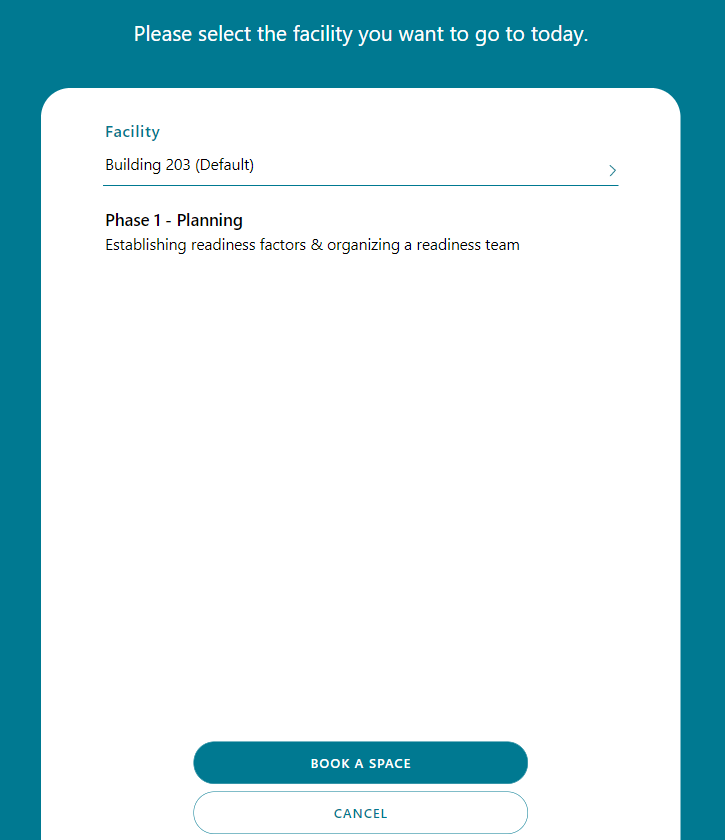 Please select the facility you want to go to today.
Facility
Building 203 (Default)
Phase 1 - Planning
Establishing readiness factors & organizing a readiness team
BOOK A SPACE
CANCEL